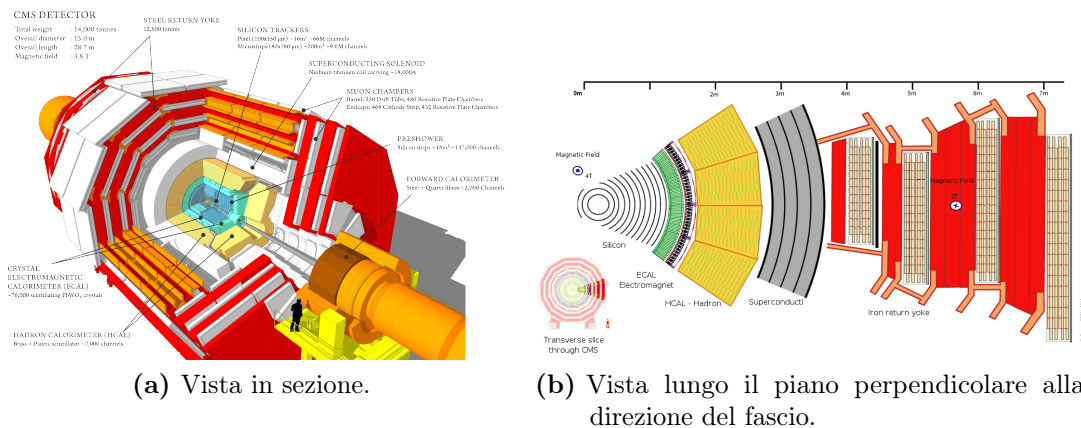 CMS DETECTOR
Total weight : 14,000 tonnes
Overall diameter : 15.0 m
Overall length : 28.7 m
Magnetic field : 3.8 T
STEEL RETURN YOKE
12,500 tonnes
SILICON TRACKERS
Pixel (100x150 μm) ~16m² ~66M channels
Microstrips (80x180 μm) ~200m² ~9.6M channels
SUPERCONDUCTING SOLENOID
Niobium titanium coil carrying ~18,000A
MUON CHAMBERS
Barrel: 250 Drift Tube, 480 Resistive Plate Chambers
Endcaps: 468 Cathode Strip, 432 Resistive Plate Chambers
PRESHOWER
Silicon strips ~16m² ~137,000 channels
FORWARD CALORIMETER
Steel + Quartz fibres ~2,000 Channels
CRYSTAL
ELECTROMAGNETIC
CALORIMETER (ECAL)
~76,000 scintillating PbWO₄ crystals
HADRON CALORIMETER (HCAL)
Brass + Plastic scintillator ~7,000 channels
(a) Vista in sezione.
0m 2m 3m 4m 5m 6m 7m
Magnetic Field
4T
Magnetic Field
2T
Silicon
ECAL
Electromagnet
HCAL - Hadron
Superconducti
Iron return yoke
Transverse slice
through CMS
(b) Vista lungo il piano perpendicolare alla
direzione del fascio.